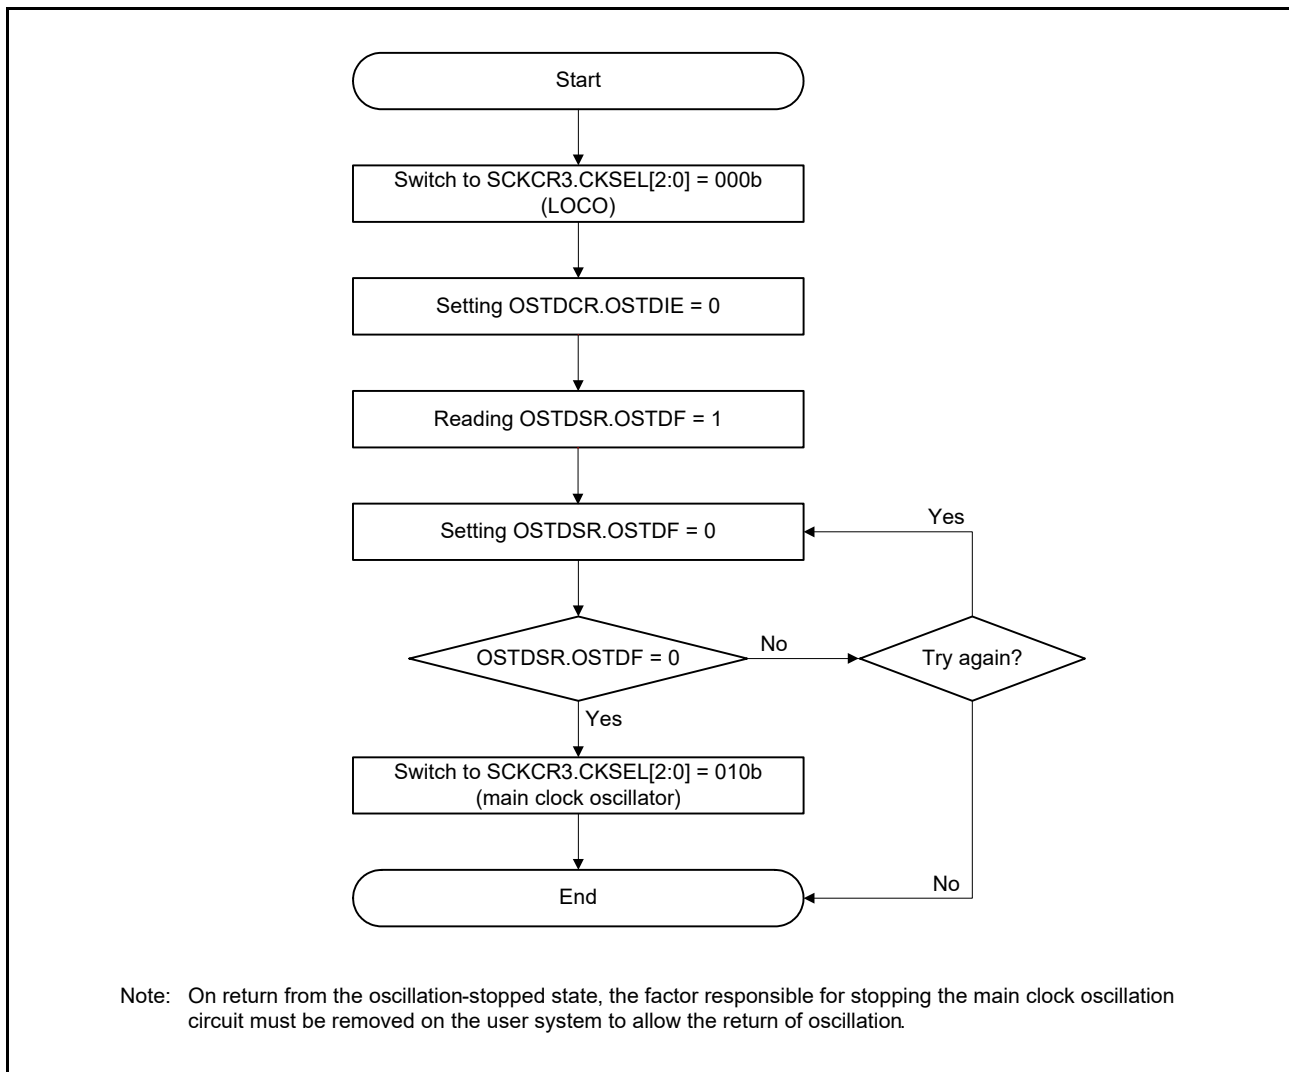 Start
Switch to SCKCR3.CKSEL[2:0] = 000b
(LOCO)
Setting OSTDCR.OSTDIE = 0
Reading OSTDSR.OSTDF = 1
Setting OSTDSR.OSTDF = 0
Yes
OSTDSR.OSTDF = 0
No
Try again?
Yes
Switch to SCKCR3.CKSEL[2:0] = 010b
(main clock oscillator)
No
End
Note: On return from the oscillation-stopped state, the factor responsible for stopping the main clock oscillation
circuit must be removed on the user system to allow the return of oscillation.